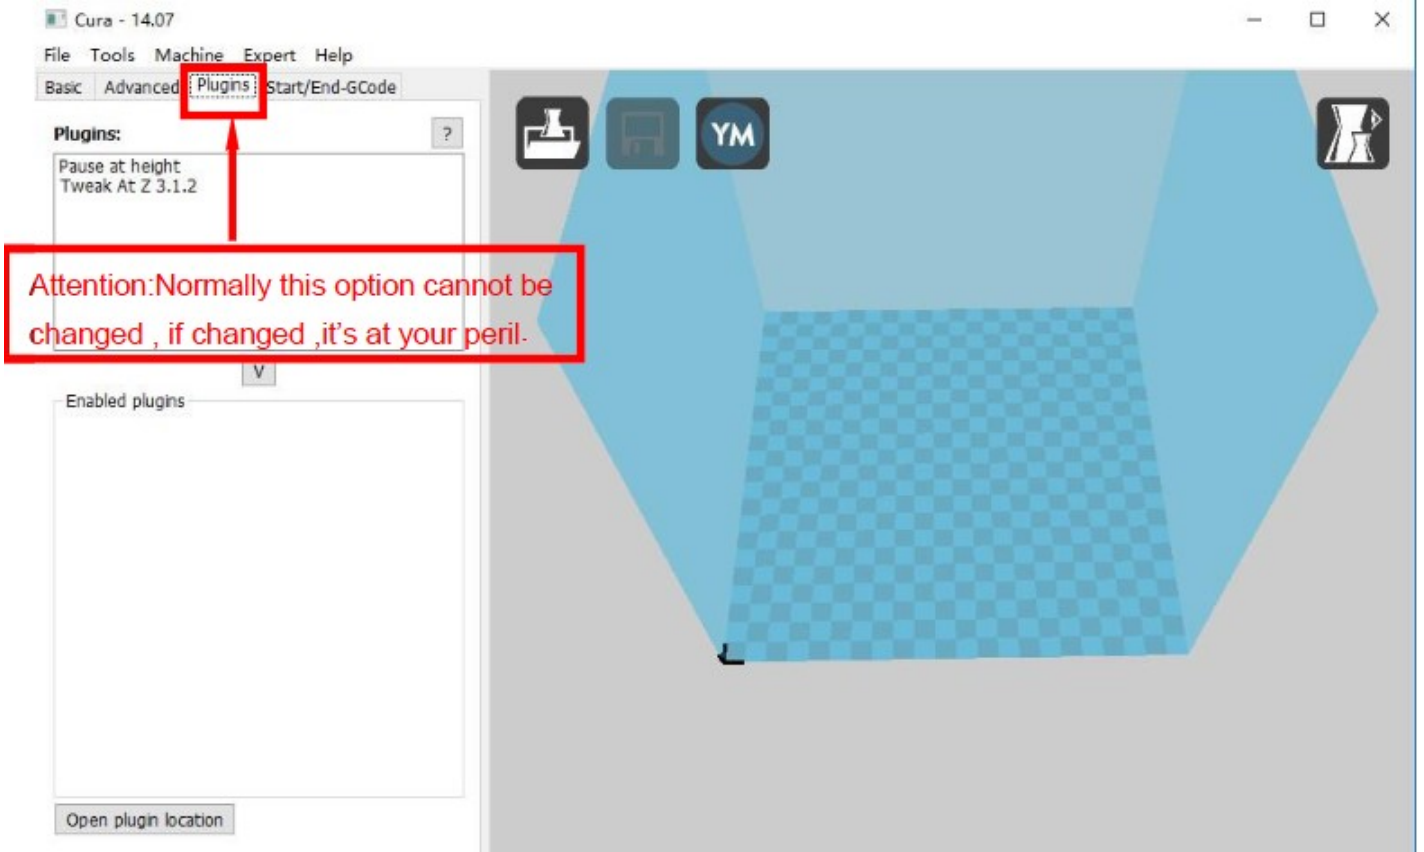 Cura - 14.07
File Tools Machine Expert Help
Basic Advanced Plugins Start/End-GCode
Plugins: ?
Pause at height
Tweak At Z 3.1.2
YM
Attention:Normally this option cannot be
changed , if changed ,it's at your peril.
V
Enabled plugins
Open plugin location